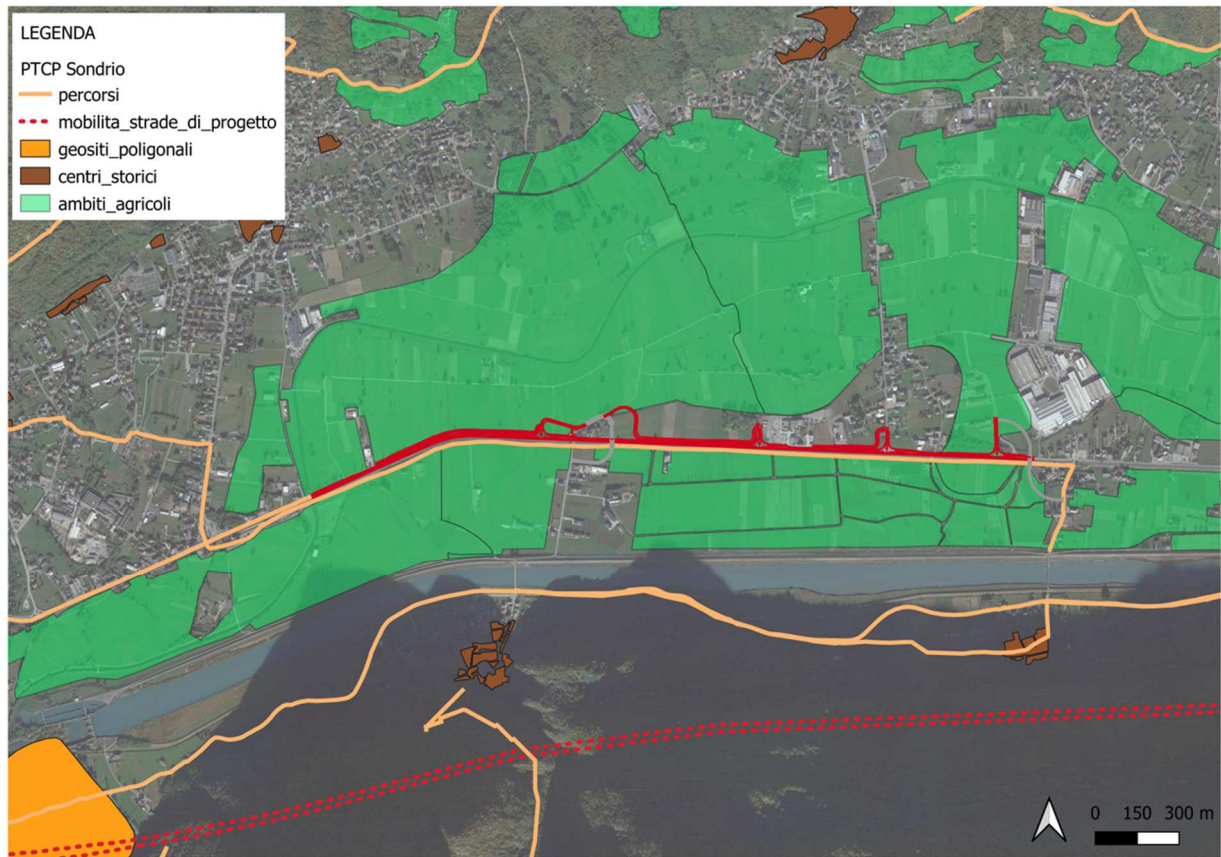 LEGENDA
PTCP Sondrio
percorsi
mobilita_strade_di_progetto
geositi_poligonali
centri_storici
ambiti_agricoli
0 150 300 m